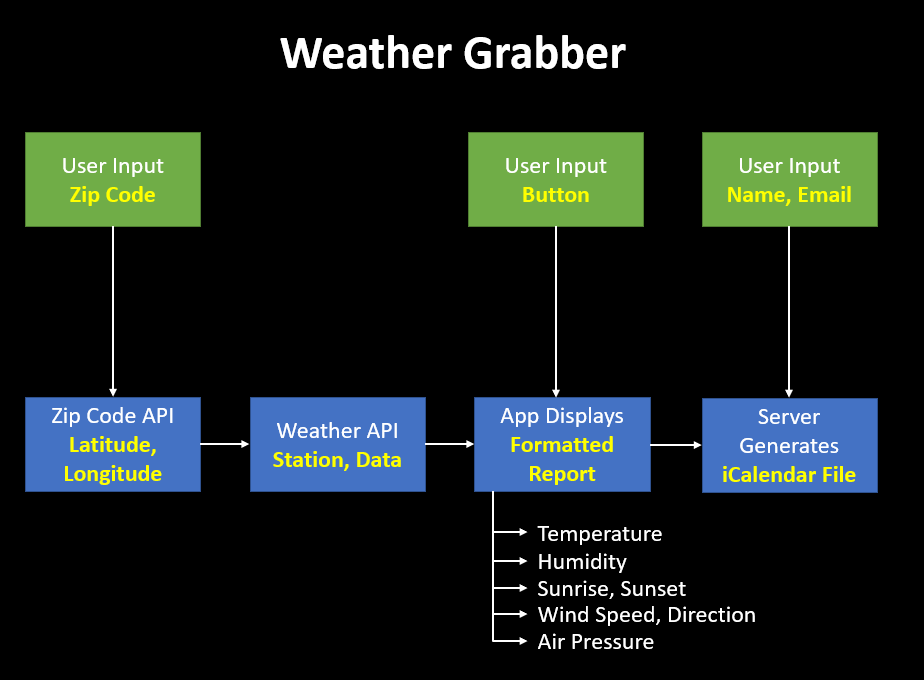 Weather Grabber
User Input
Zip Code
User Input
Button
User Input
Name, Email
Zip Code API
Latitude,
Longitude
Weather API
Station, Data
App Displays
Formatted
Report
Server
Generates
iCalendar File
Temperature
Humidity
Sunrise, Sunset
Wind Speed, Direction
Air Pressure